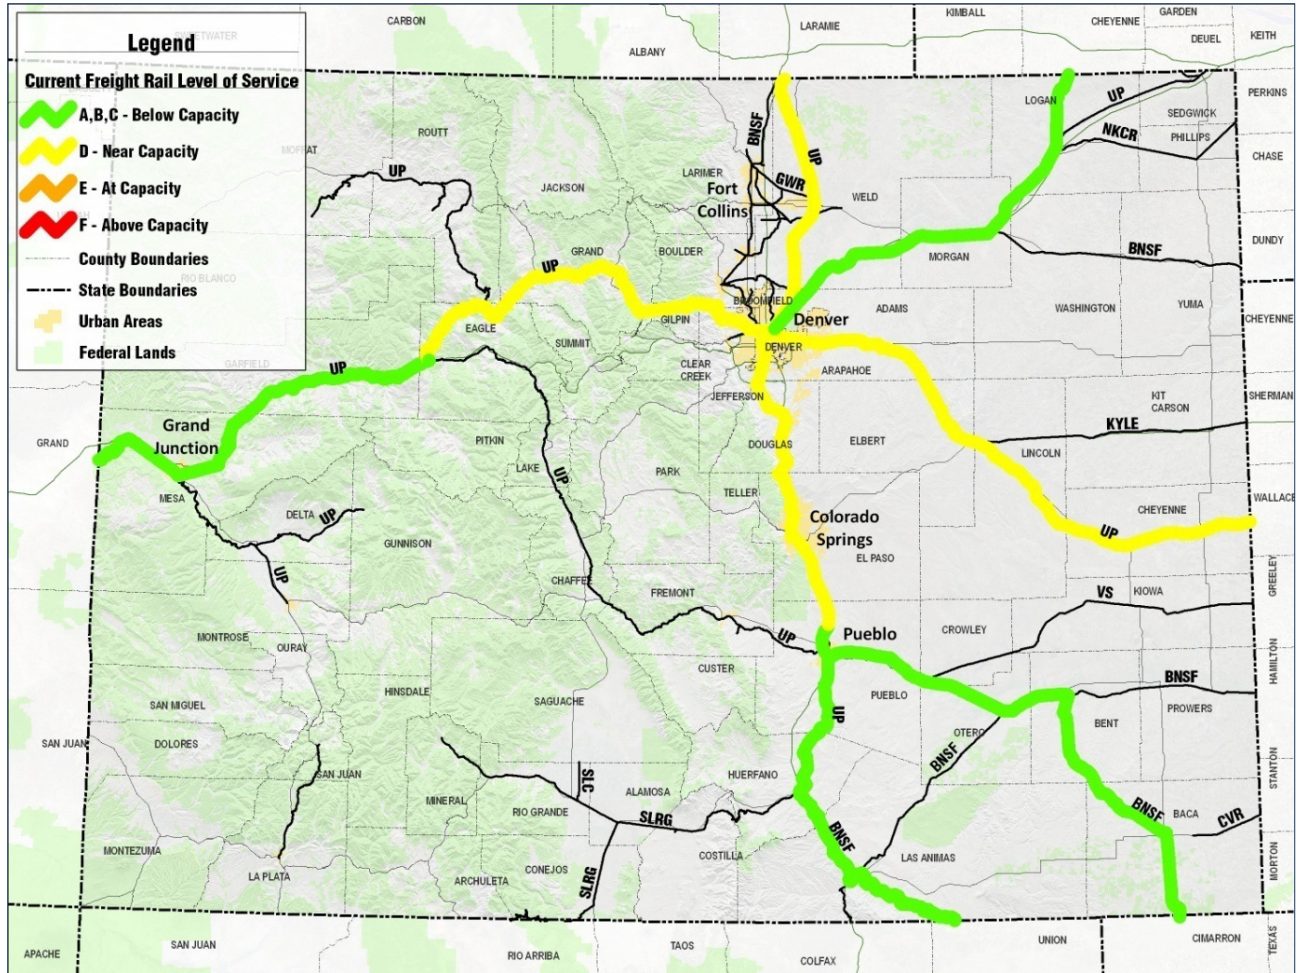 Legend
Current Freight Rail Level of Service
A,B,C - Below Capacity
D - Near Capacity
E - At Capacity
F - Above Capacity
County Boundaries
State Boundaries
Urban Areas
Federal Lands
SWEETWATER
CARBON
ALBANY
LARAMIE
KIMBALL
CHEYENNE
GARDEN
DEUEL
KEITH
PERKINS
CHASE
DUNDY
CHEYENNE
SHERMAN
WALLACE
GREELEY
HAMILTON
STANTON
MORTON
TEXAS
MOFFAT
ROUTT
JACKSON
LARIMER
Fort
Collins
BNSF
GWR
UP
WELD
LOGAN
UP
SEDGWICK
PHILLIPS
NKCR
BNSF
MORGAN
WASHINGTON
YUMA
UP
RIO BLANCO
GRAND
BOULDER
BROOMFIELD
ADAMS
UP
EAGLE
GILPIN
Denver
DENVER
SUMMIT
CLEAR
CREEK
ARAPAHOE
JEFFERSON
GARFIELD
UP
KIT
CARSON
KYLE
Grand
Junction
GRAND
MESA
PITKIN
LAKE
UP
PARK
DOUGLAS
ELBERT
LINCOLN
TELLER
CHEYENNE
UP
Colorado
Springs
EL PASO
DELTA
UP
UP
GUNNISON
CHAFFEE
FREMONT
UP
Pueblo
CROWLEY
VS
KIOWA
MONTROSE
OURAY
HINSDALE
SAGUACHE
CUSTER
UP
PUEBLO
BNSF
PROWERS
BENT
OTERO
BNSF
SAN MIGUEL
DOLORES
SAN JUAN
SAN JUAN
MINERAL
RIO GRANDE
SLC
ALAMOSA
SLRG
HUERFANO
BNSF
BNSF
BACA
CVR
MONTEZUMA
LA PLATA
ARCHULETA
CONEJOS
SLRG
COSTILLA
LAS ANIMAS
APACHE
SAN JUAN
RIO ARRIBA
TAOS
COLFAX
UNION
CIMARRON